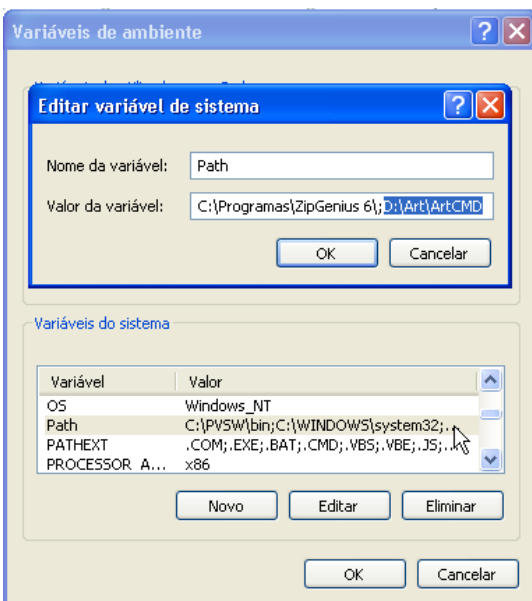 Variáveis de ambiente
Editar variável de sistema
Nome da variável: Path
Valor da variável: C:\Programas\ZipGenius 6\;D:\Art\ArtCMD
OK Cancelar
Variáveis do sistema
Variável Valor
OS Windows_NT
Path C:\PVSW\bin;C:\WINDOWS\system32;...
PATHEXT .COM;.EXE;.BAT;.CMD;.VBS;.VBE;.JS;...
PROCESSOR_A... x86
Novo Editar Eliminar
OK Cancelar